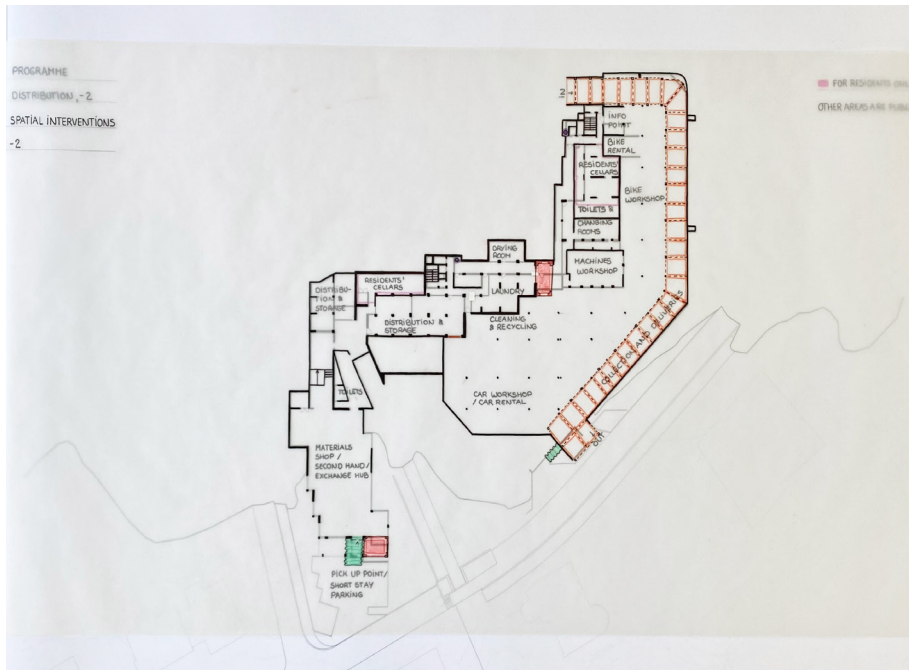 PROGRAMME
DISTRIBUTION, -2
SPATIAL INTERVENTIONS
-2
FOR RESIDENTS
OTHER AREAS ARE
IN
INFO
POINT
BIKE
RENTAL
RESIDENTS'
CELLARS
BIKE
WORKSHOP
TOILETS &
CHANGING
ROOMS
MACHINES
WORKSHOP
DRYING
ROOM
RESIDENTS'
CELLARS
DISTRIBU-
TION &
STORAGE
LAUNDRY
DISTRIBUTION &
STORAGE
CLEANING
& RECYCLING
COLLECTION AND DELIVERIES
TOILETS
CAR WORKSHOP
/ CAR RENTAL
OUT
MATERIALS
SHOP /
SECOND HAND /
EXCHANGE HUB
PICK UP POINT /
SHORT STAY
PARKING